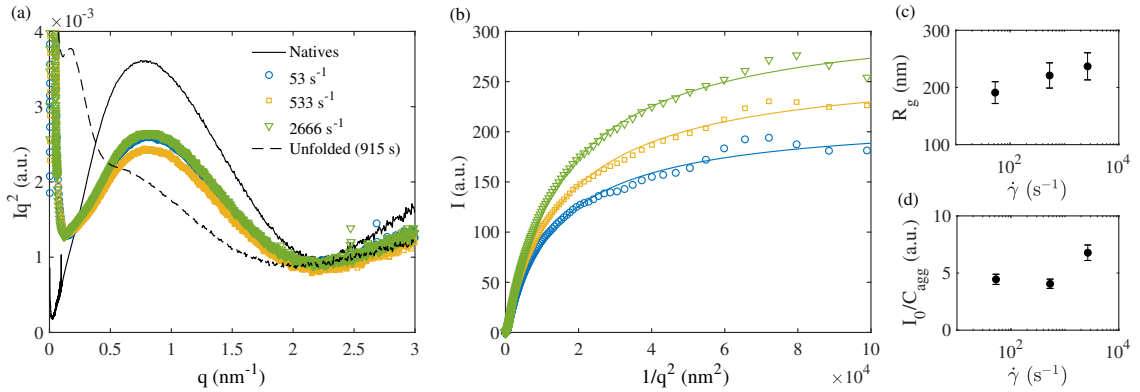 (a)
× 10⁻³
4
3
2
1
0
Iq² (a.u.)
0 0.5 1 1.5 2 2.5 3
q (nm⁻¹)
Natives
53 s⁻¹
533 s⁻¹
2666 s⁻¹
Unfolded (915 s)
(b)
300
250
200
150
100
50
0
I (a.u.)
0 2 4 6 8 10
× 10⁴
1/q² (nm²)
(c)
300
200
100
R_g (nm)
10² 10⁴
γ̇ (s⁻¹)
(d)
10
5
0
I₀/C_agg (a.u.)
10² 10⁴
γ̇ (s⁻¹)